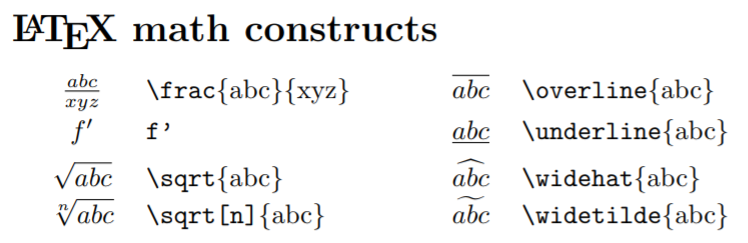 LATEX math constructs
abc/xyz \frac{abc}{xyz} abc \overline{abc}
f′ f' abc \underline{abc}
√abc \sqrt{abc} abc \widehat{abc}
n√abc \sqrt[n]{abc} abc \widetilde{abc}